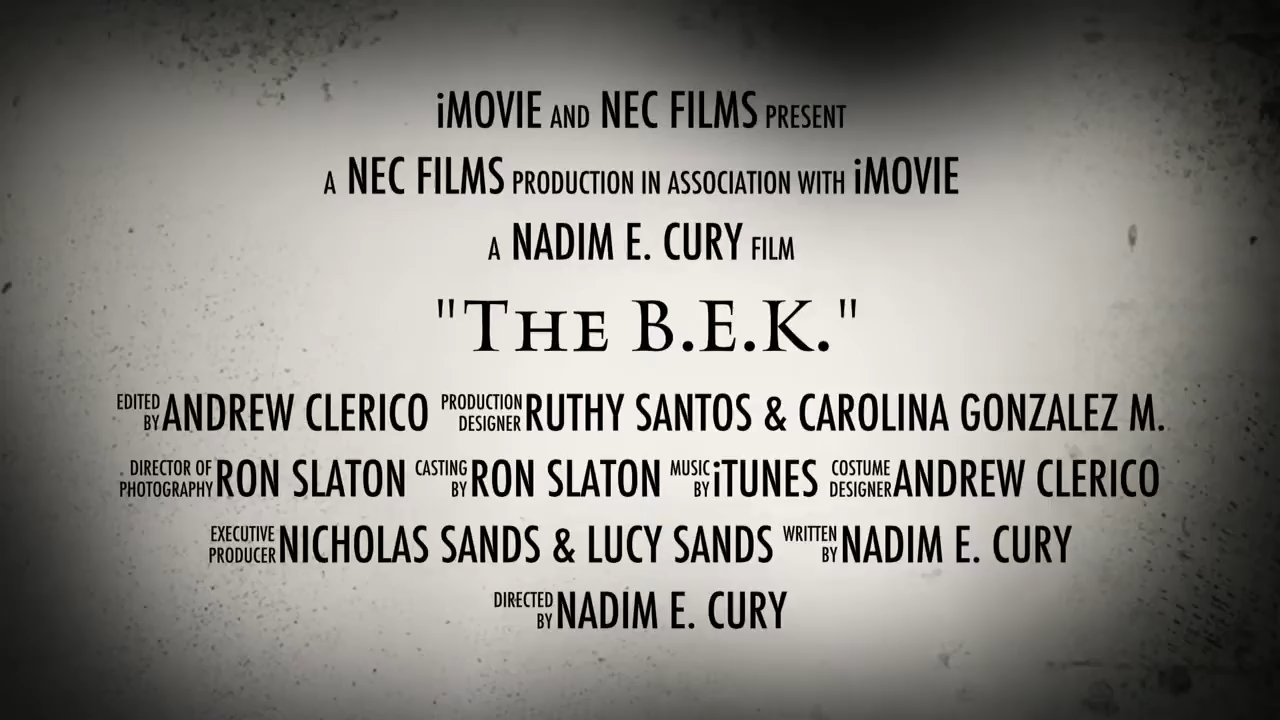 iMOVIE AND NEC FILMS PRESENT
A NEC FILMS PRODUCTION IN ASSOCIATION WITH iMOVIE
A NADIM E. CURY FILM
"THE B.E.K."
EDITED BY ANDREW CLERICO PRODUCTION DESIGNER RUTHY SANTOS & CAROLINA GONZALEZ M.
DIRECTOR OF PHOTOGRAPHY RON SLATON CASTING BY RON SLATON MUSIC BY iTUNES COSTUME DESIGNER ANDREW CLERICO
EXECUTIVE PRODUCER NICHOLAS SANDS & LUCY SANDS WRITTEN BY NADIM E. CURY
DIRECTED BY NADIM E. CURY